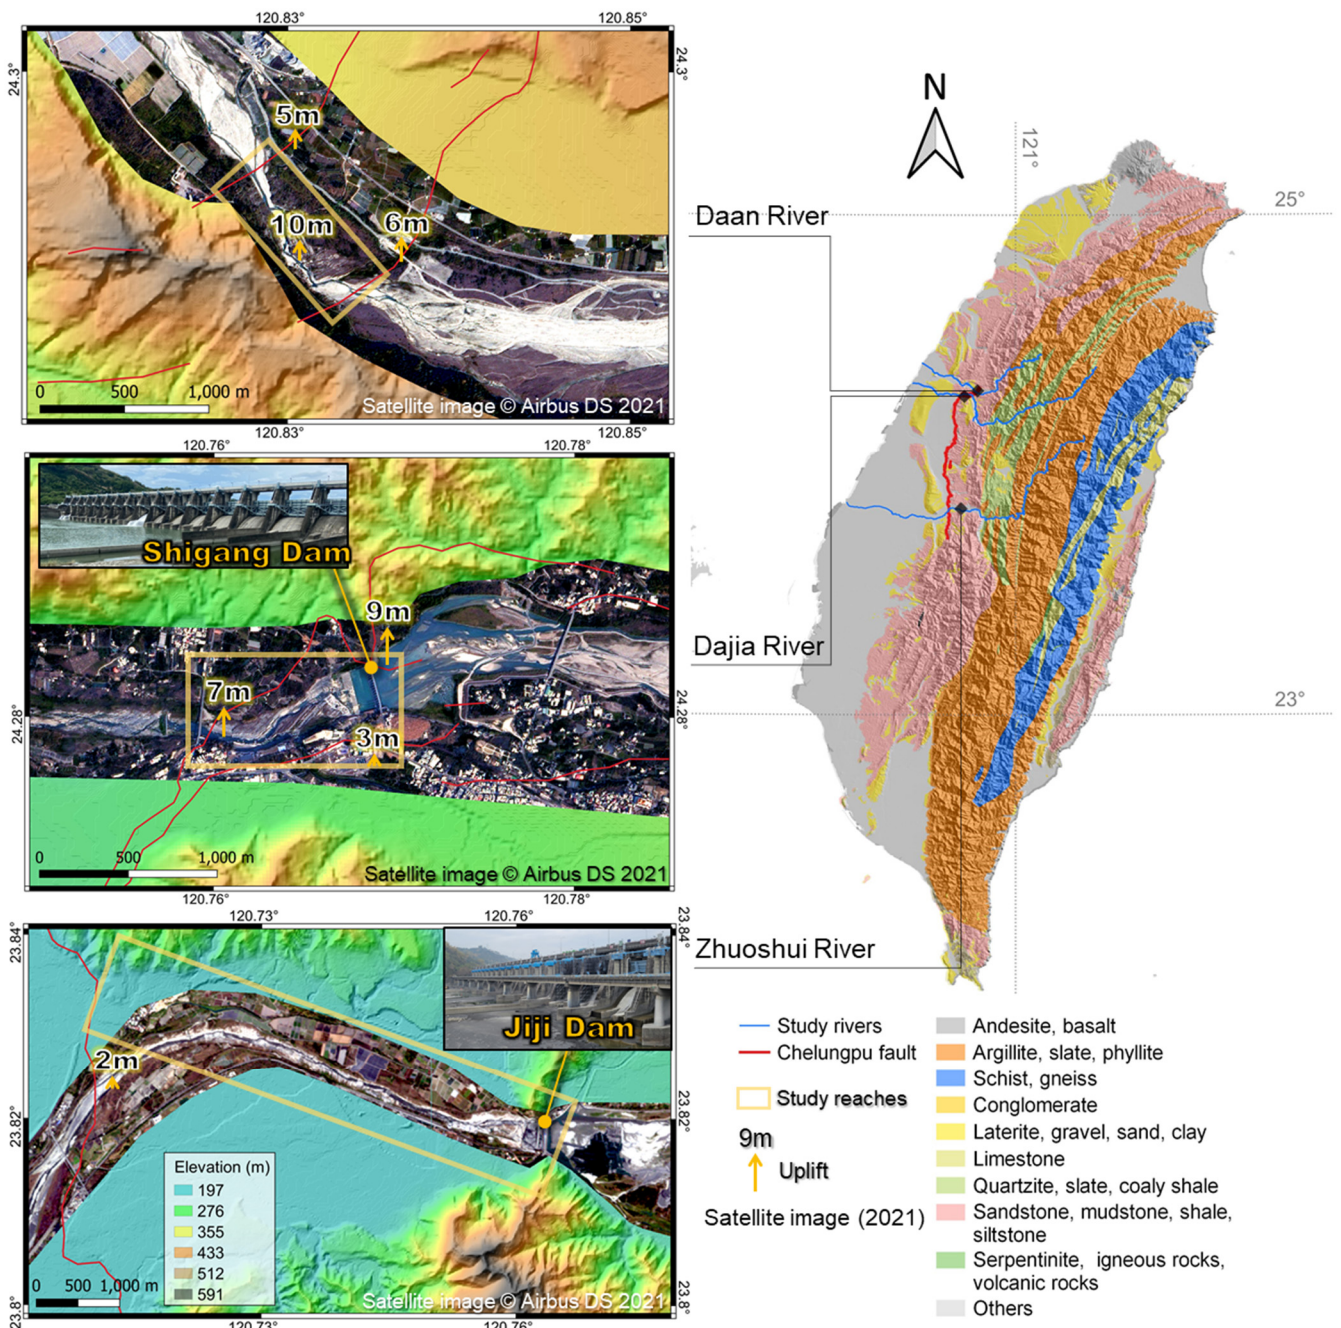 120.83°
120.85°
24.3°
24.3°
5m
10m
6m
0 500 1,000 m
Satellite image © Airbus DS 2021
120.83°
120.85°
120.76°
120.78°
Shigang Dam
9m
7m
3m
24.28°
24.28°
0 500 1,000 m
Satellite image © Airbus DS 2021
120.76°
120.78°
120.73°
120.76°
23.84°
23.84°
Jiji Dam
2m
23.82°
23.82°
Elevation (m)
197
276
355
433
512
591
0 500 1,000 m
Satellite image © Airbus DS 2021
23.8°
23.8°
120.73°
120.76°
N
121°
25°
Daan River
Dajia River
23°
Zhuoshui River
Study rivers
Chelungpu fault
Study reaches
9m
Uplift
Satellite image (2021)
Andesite, basalt
Argillite, slate, phyllite
Schist, gneiss
Conglomerate
Laterite, gravel, sand, clay
Limestone
Quartzite, slate, coaly shale
Sandstone, mudstone, shale,
siltstone
Serpentinite, igneous rocks,
volcanic rocks
Others